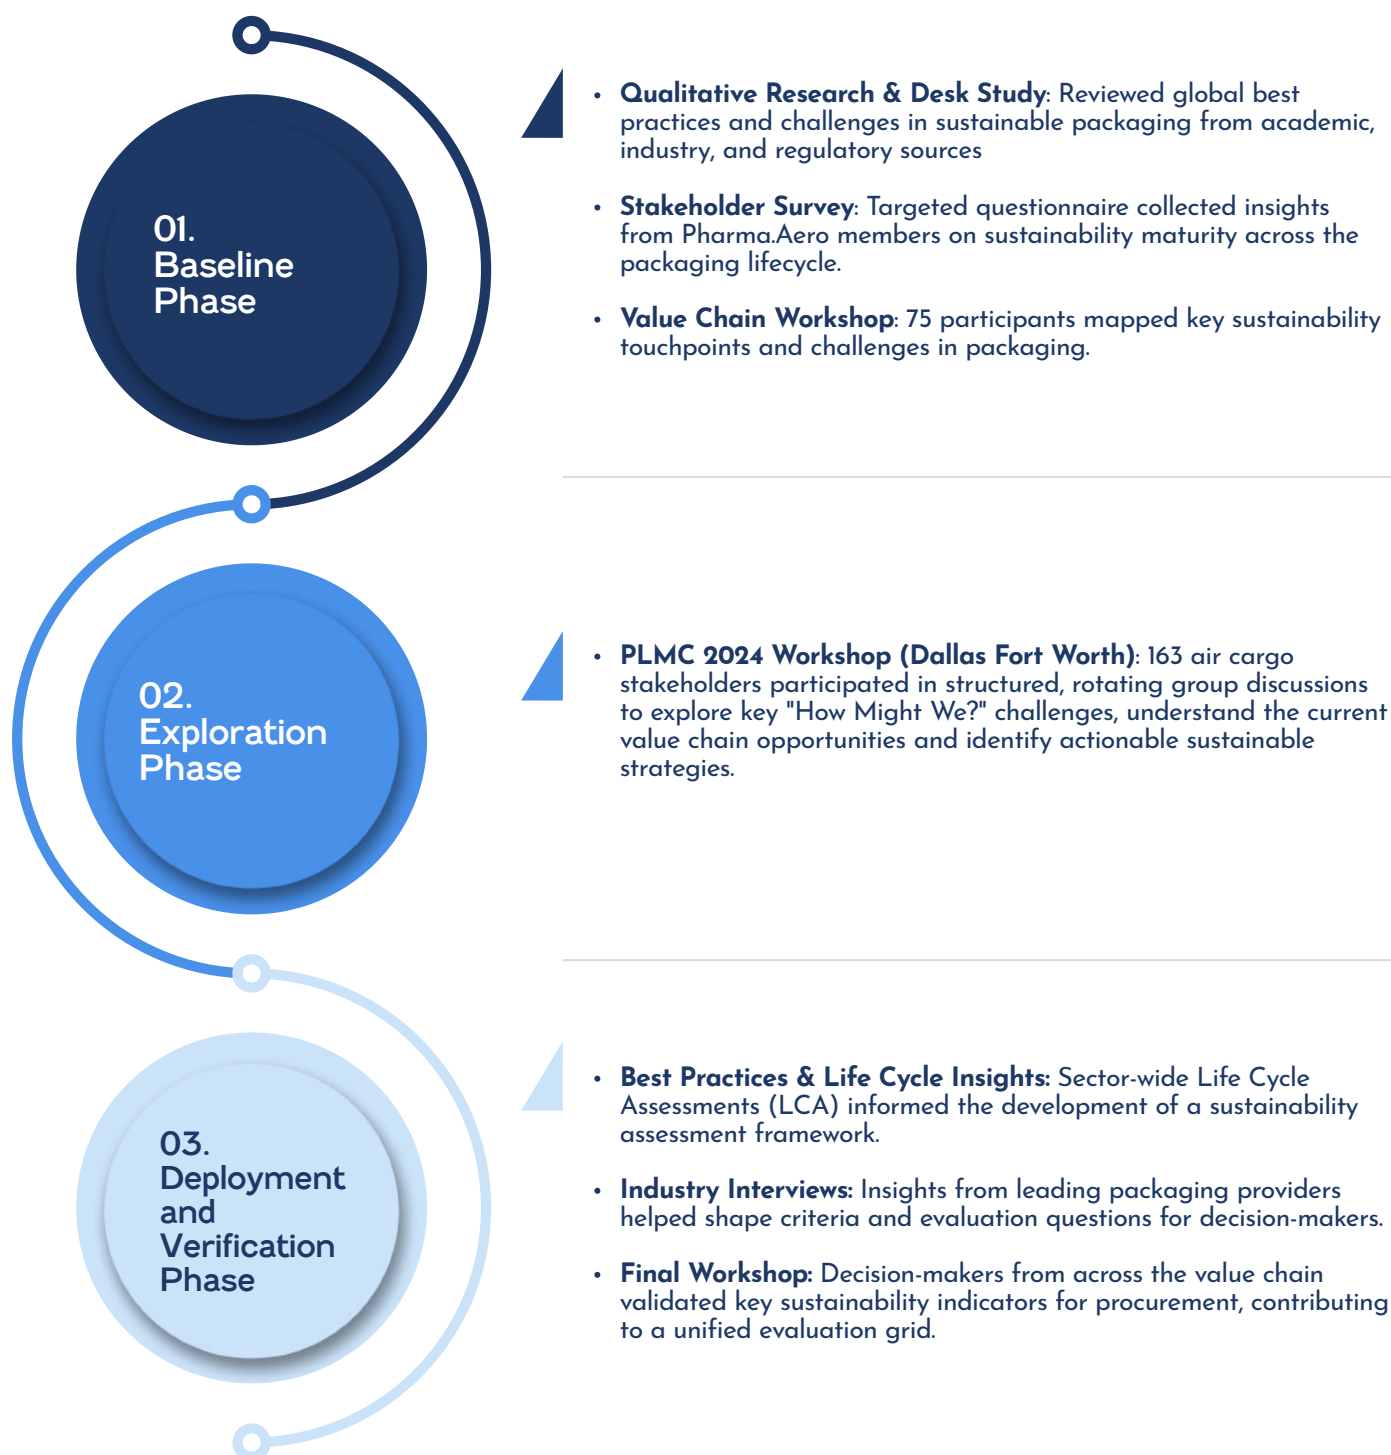 01.
Baseline
Phase
• Qualitative Research & Desk Study: Reviewed global best
practices and challenges in sustainable packaging from academic,
industry, and regulatory sources
• Stakeholder Survey: Targeted questionnaire collected insights
from Pharma.Aero members on sustainability maturity across the
packaging lifecycle.
• Value Chain Workshop: 75 participants mapped key sustainability
touchpoints and challenges in packaging.
02.
Exploration
Phase
• PLMC 2024 Workshop (Dallas Fort Worth): 163 air cargo
stakeholders participated in structured, rotating group discussions
to explore key "How Might We?" challenges, understand the current
value chain opportunities and identify actionable sustainable
strategies.
03.
Deployment
and
Verification
Phase
• Best Practices & Life Cycle Insights: Sector-wide Life Cycle
Assessments (LCA) informed the development of a sustainability
assessment framework.
• Industry Interviews: Insights from leading packaging providers
helped shape criteria and evaluation questions for decision-makers.
• Final Workshop: Decision-makers from across the value chain
validated key sustainability indicators for procurement, contributing
to a unified evaluation grid.